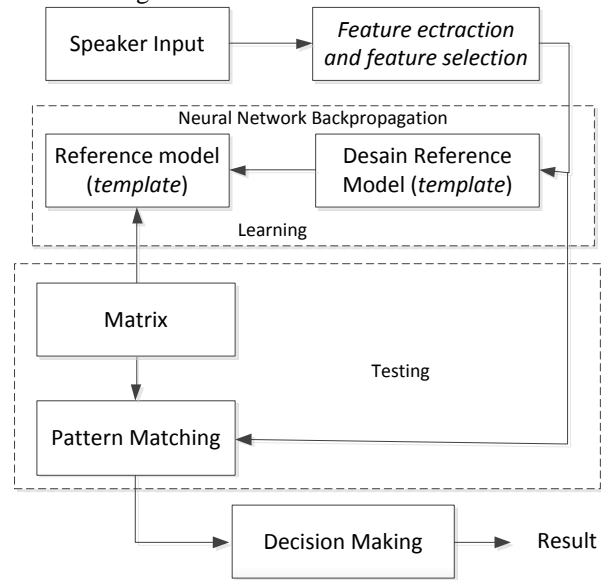 Speaker Input
Feature ectraction
and feature selection
Neural Network Backpropagation
Reference model
(template)
Desain Reference
Model (template)
Learning
Matrix
Testing
Pattern Matching
Decision Making
Result